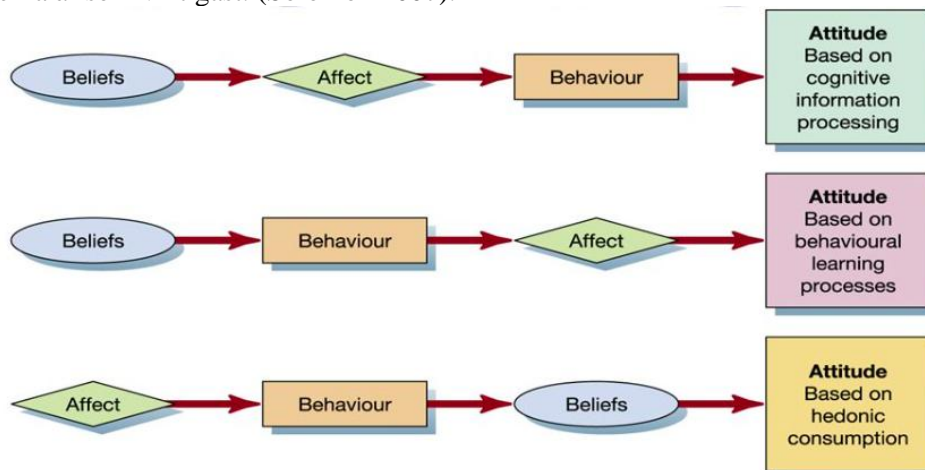 Beliefs
Affect
Behaviour
Attitude
Based on
cognitive
information
processing
Beliefs
Behaviour
Affect
Attitude
Based on
behavioural
learning
processes
Affect
Behaviour
Beliefs
Attitude
Based on
hedonic
consumption